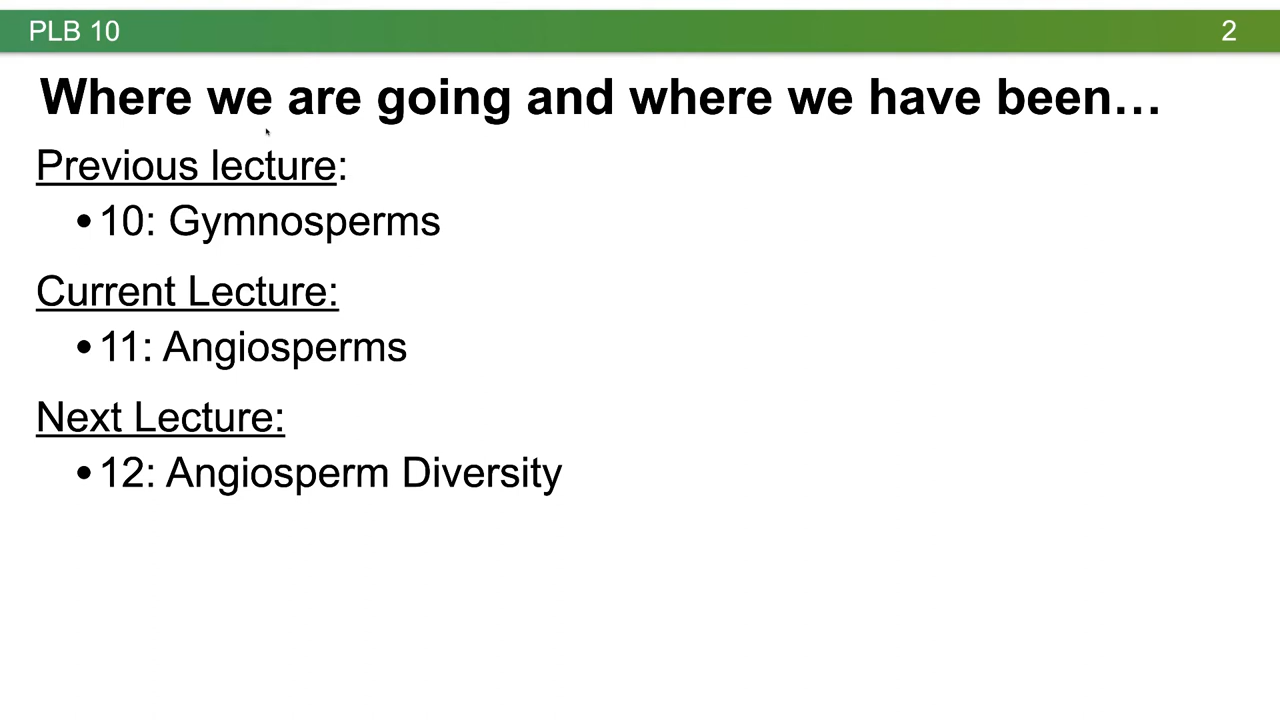 PLB 10
2
Where we are going and where we have been…
Previous lecture:
• 10: Gymnosperms
Current Lecture:
• 11: Angiosperms
Next Lecture:
• 12: Angiosperm Diversity